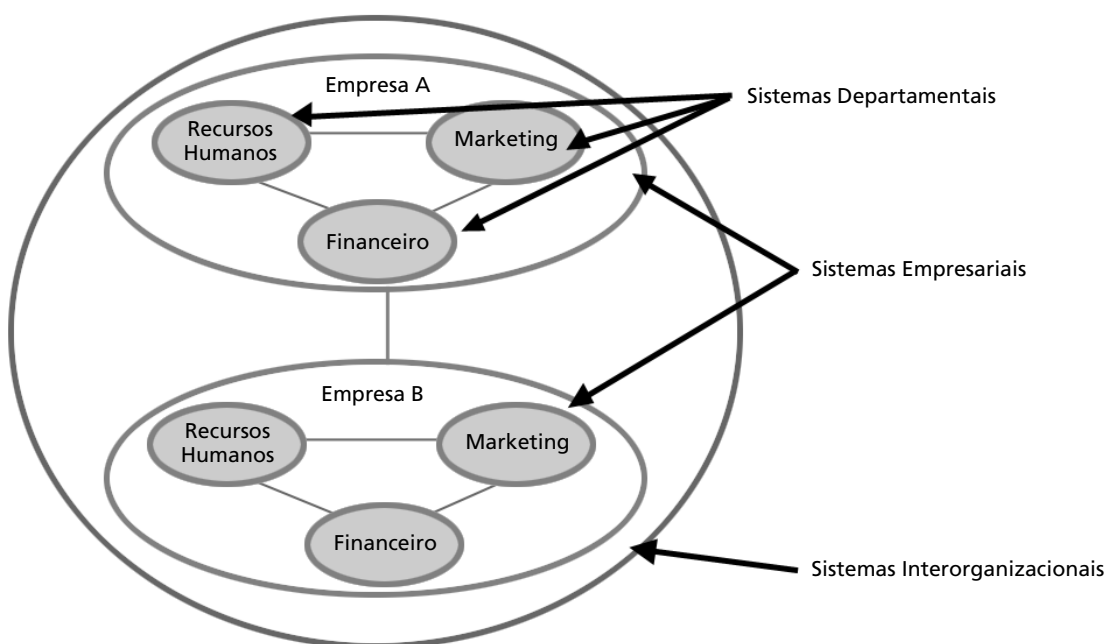 Empresa A
Sistemas Departamentais
Recursos
Humanos
Marketing
Financeiro
Sistemas Empresariais
Empresa B
Recursos
Humanos
Marketing
Financeiro
Sistemas Interorganizacionais